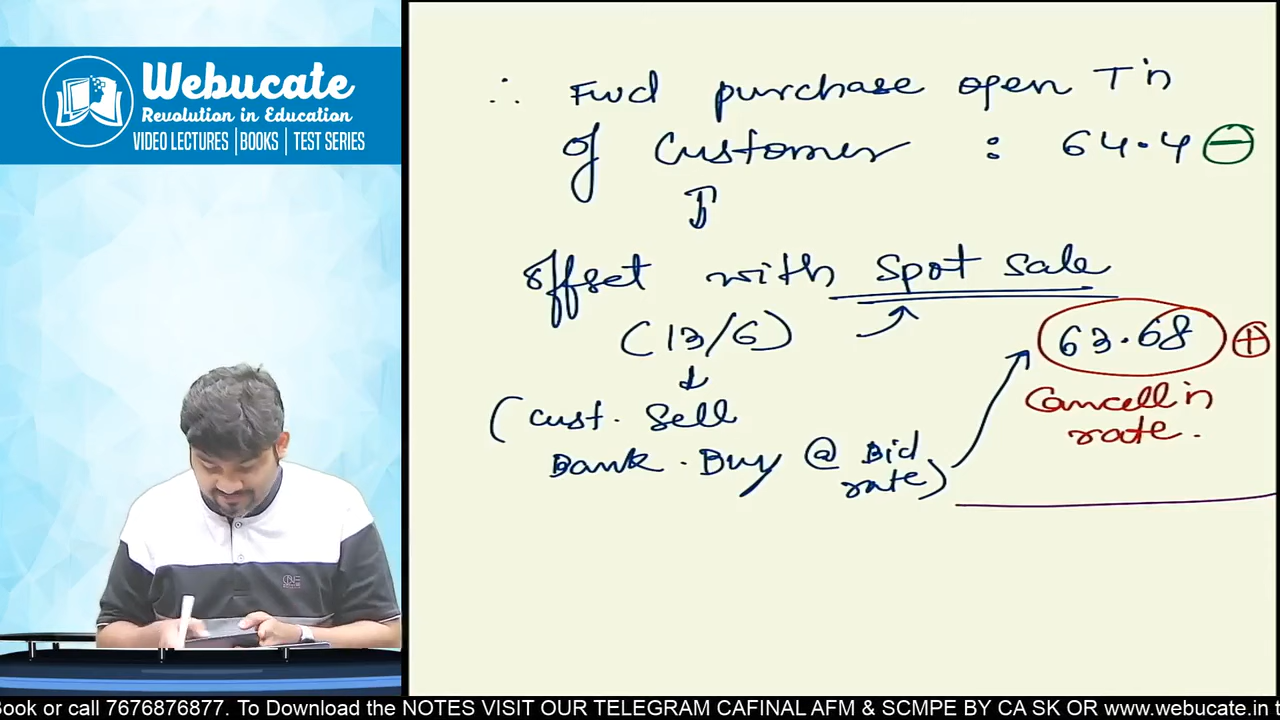 Webucate
Revolution in Education
VIDEO LECTURES | BOOKS | TEST SERIES
∴ Fwd purchase open T'n
of Customer : 64.4 ⊖
offset with Spot sale
(13/6)
63.68 ⊕
Cancell'n
rate.
(Cust. Sell
Bank. Buy @ Bid
rate)
Book or call 7676876877. To Download the NOTES VISIT OUR TELEGRAM CAFINAL AFM & SCMPE BY CA SK OR www.webucate.in